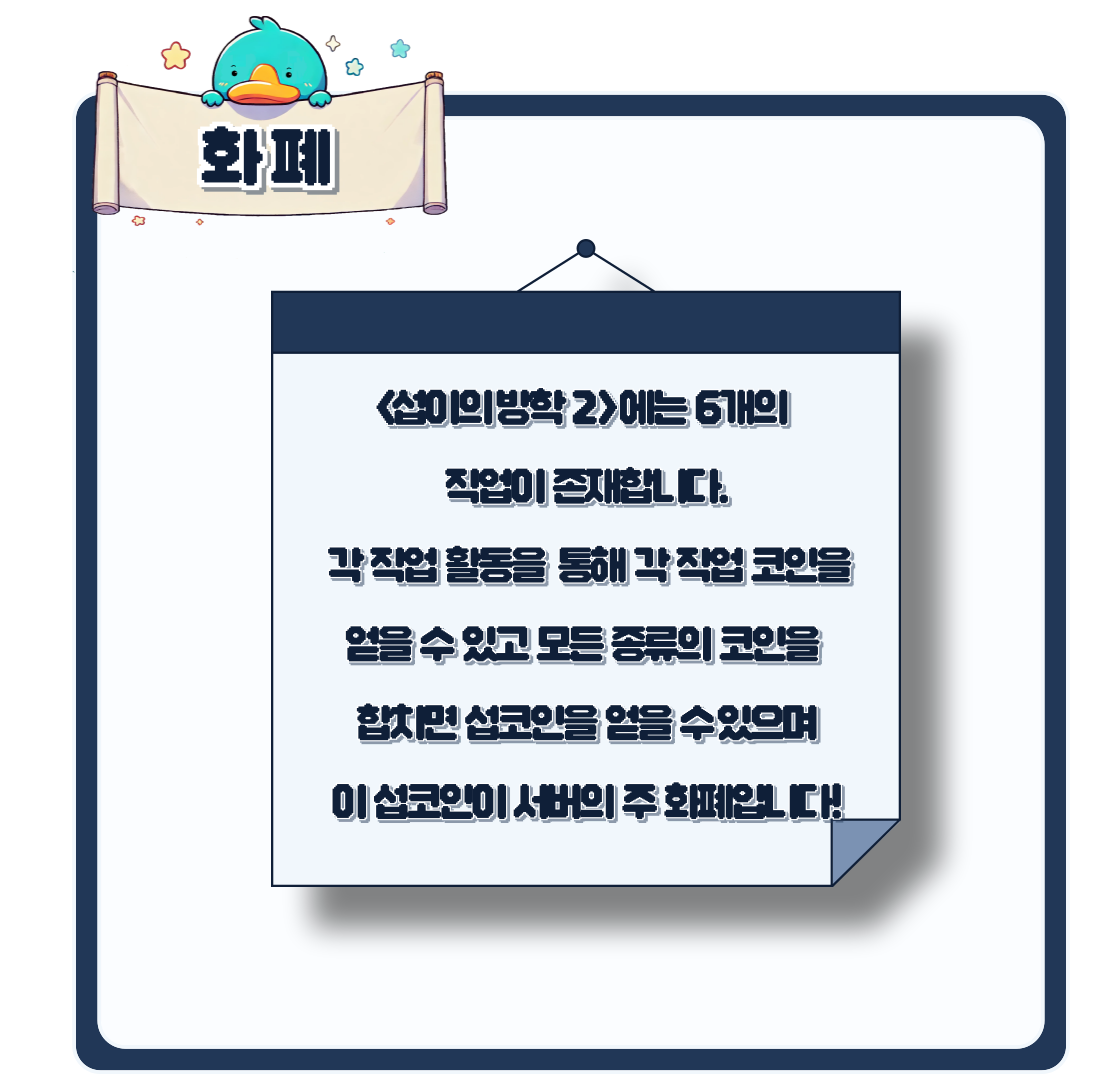 화폐
<섭이의방학 2>에는 6개의
직업이 존재합니다.
각 직업 활동을 통해 각 직업 코인을
얻을 수 있고 모든 종류의 코인을
합치면 섭코인을 얻을 수있으며
이 섭코인이 서버의 주 화폐입니다!